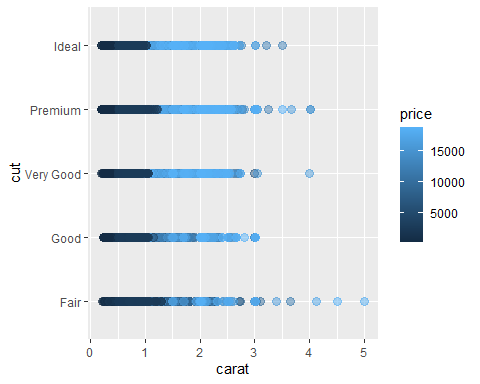 Ideal
Premium
Very Good
Good
Fair
cut
0 1 2 3 4 5
carat
price
15000
10000
5000